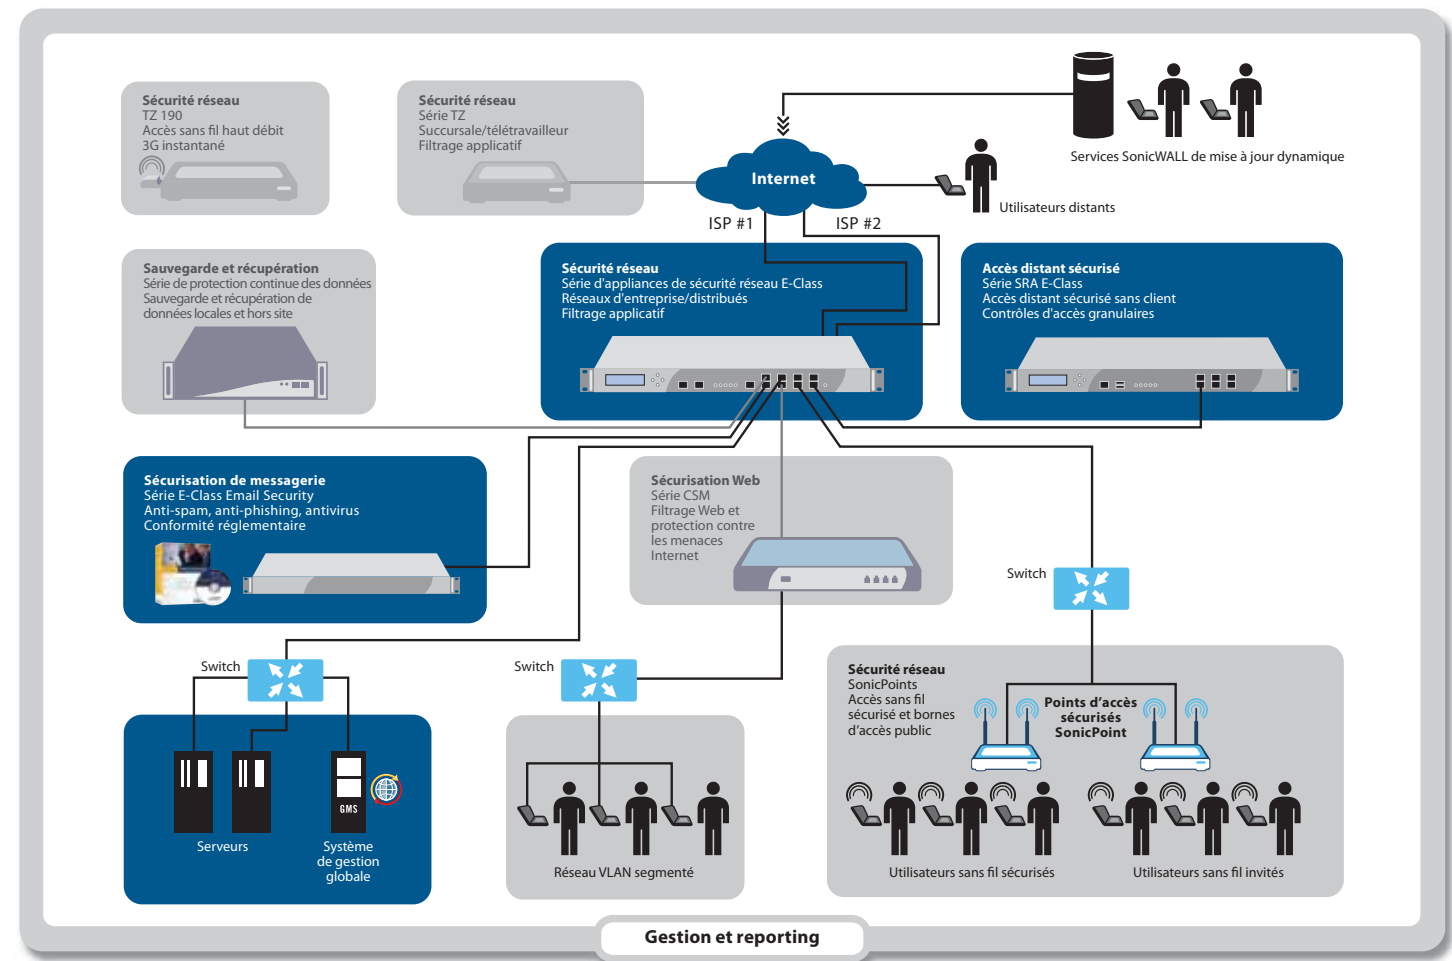 Sécurité réseau
TZ 190
Accès sans fil haut débit
3G instantané
Sécurité réseau
Série TZ
Succursale/télétravailleur
Filtrage applicatif
Internet
ISP #1
ISP #2
Services SonicWALL de mise à jour dynamique
Utilisateurs distants
Sauvegarde et récupération
Série de protection continue des données
Sauvegarde et récupération de
données locales et hors site
Sécurité réseau
Série d'appliances de sécurité réseau E-Class
Réseaux d'entreprise/distribués
Filtrage applicatif
Accès distant sécurisé
Série SRA E-Class
Accès distant sécurisé sans client
Contrôles d'accès granulaires
Sécurisation de messagerie
Série E-Class Email Security
Anti-spam, anti-phishing, antivirus
Conformité réglementaire
Sécurisation Web
Série CSM
Filtrage Web et
protection contre
les menaces
Internet
Switch
Switch
Switch
Serveurs
GMS
Système
de gestion
globale
Réseau VLAN segmenté
Sécurité réseau
SonicPoints
Accès sans fil
sécurisé et bornes
d’accès public
Points d’accès
sécurisés
SonicPoint
Utilisateurs sans fil sécurisés
Utilisateurs sans fil invités
Gestion et reporting